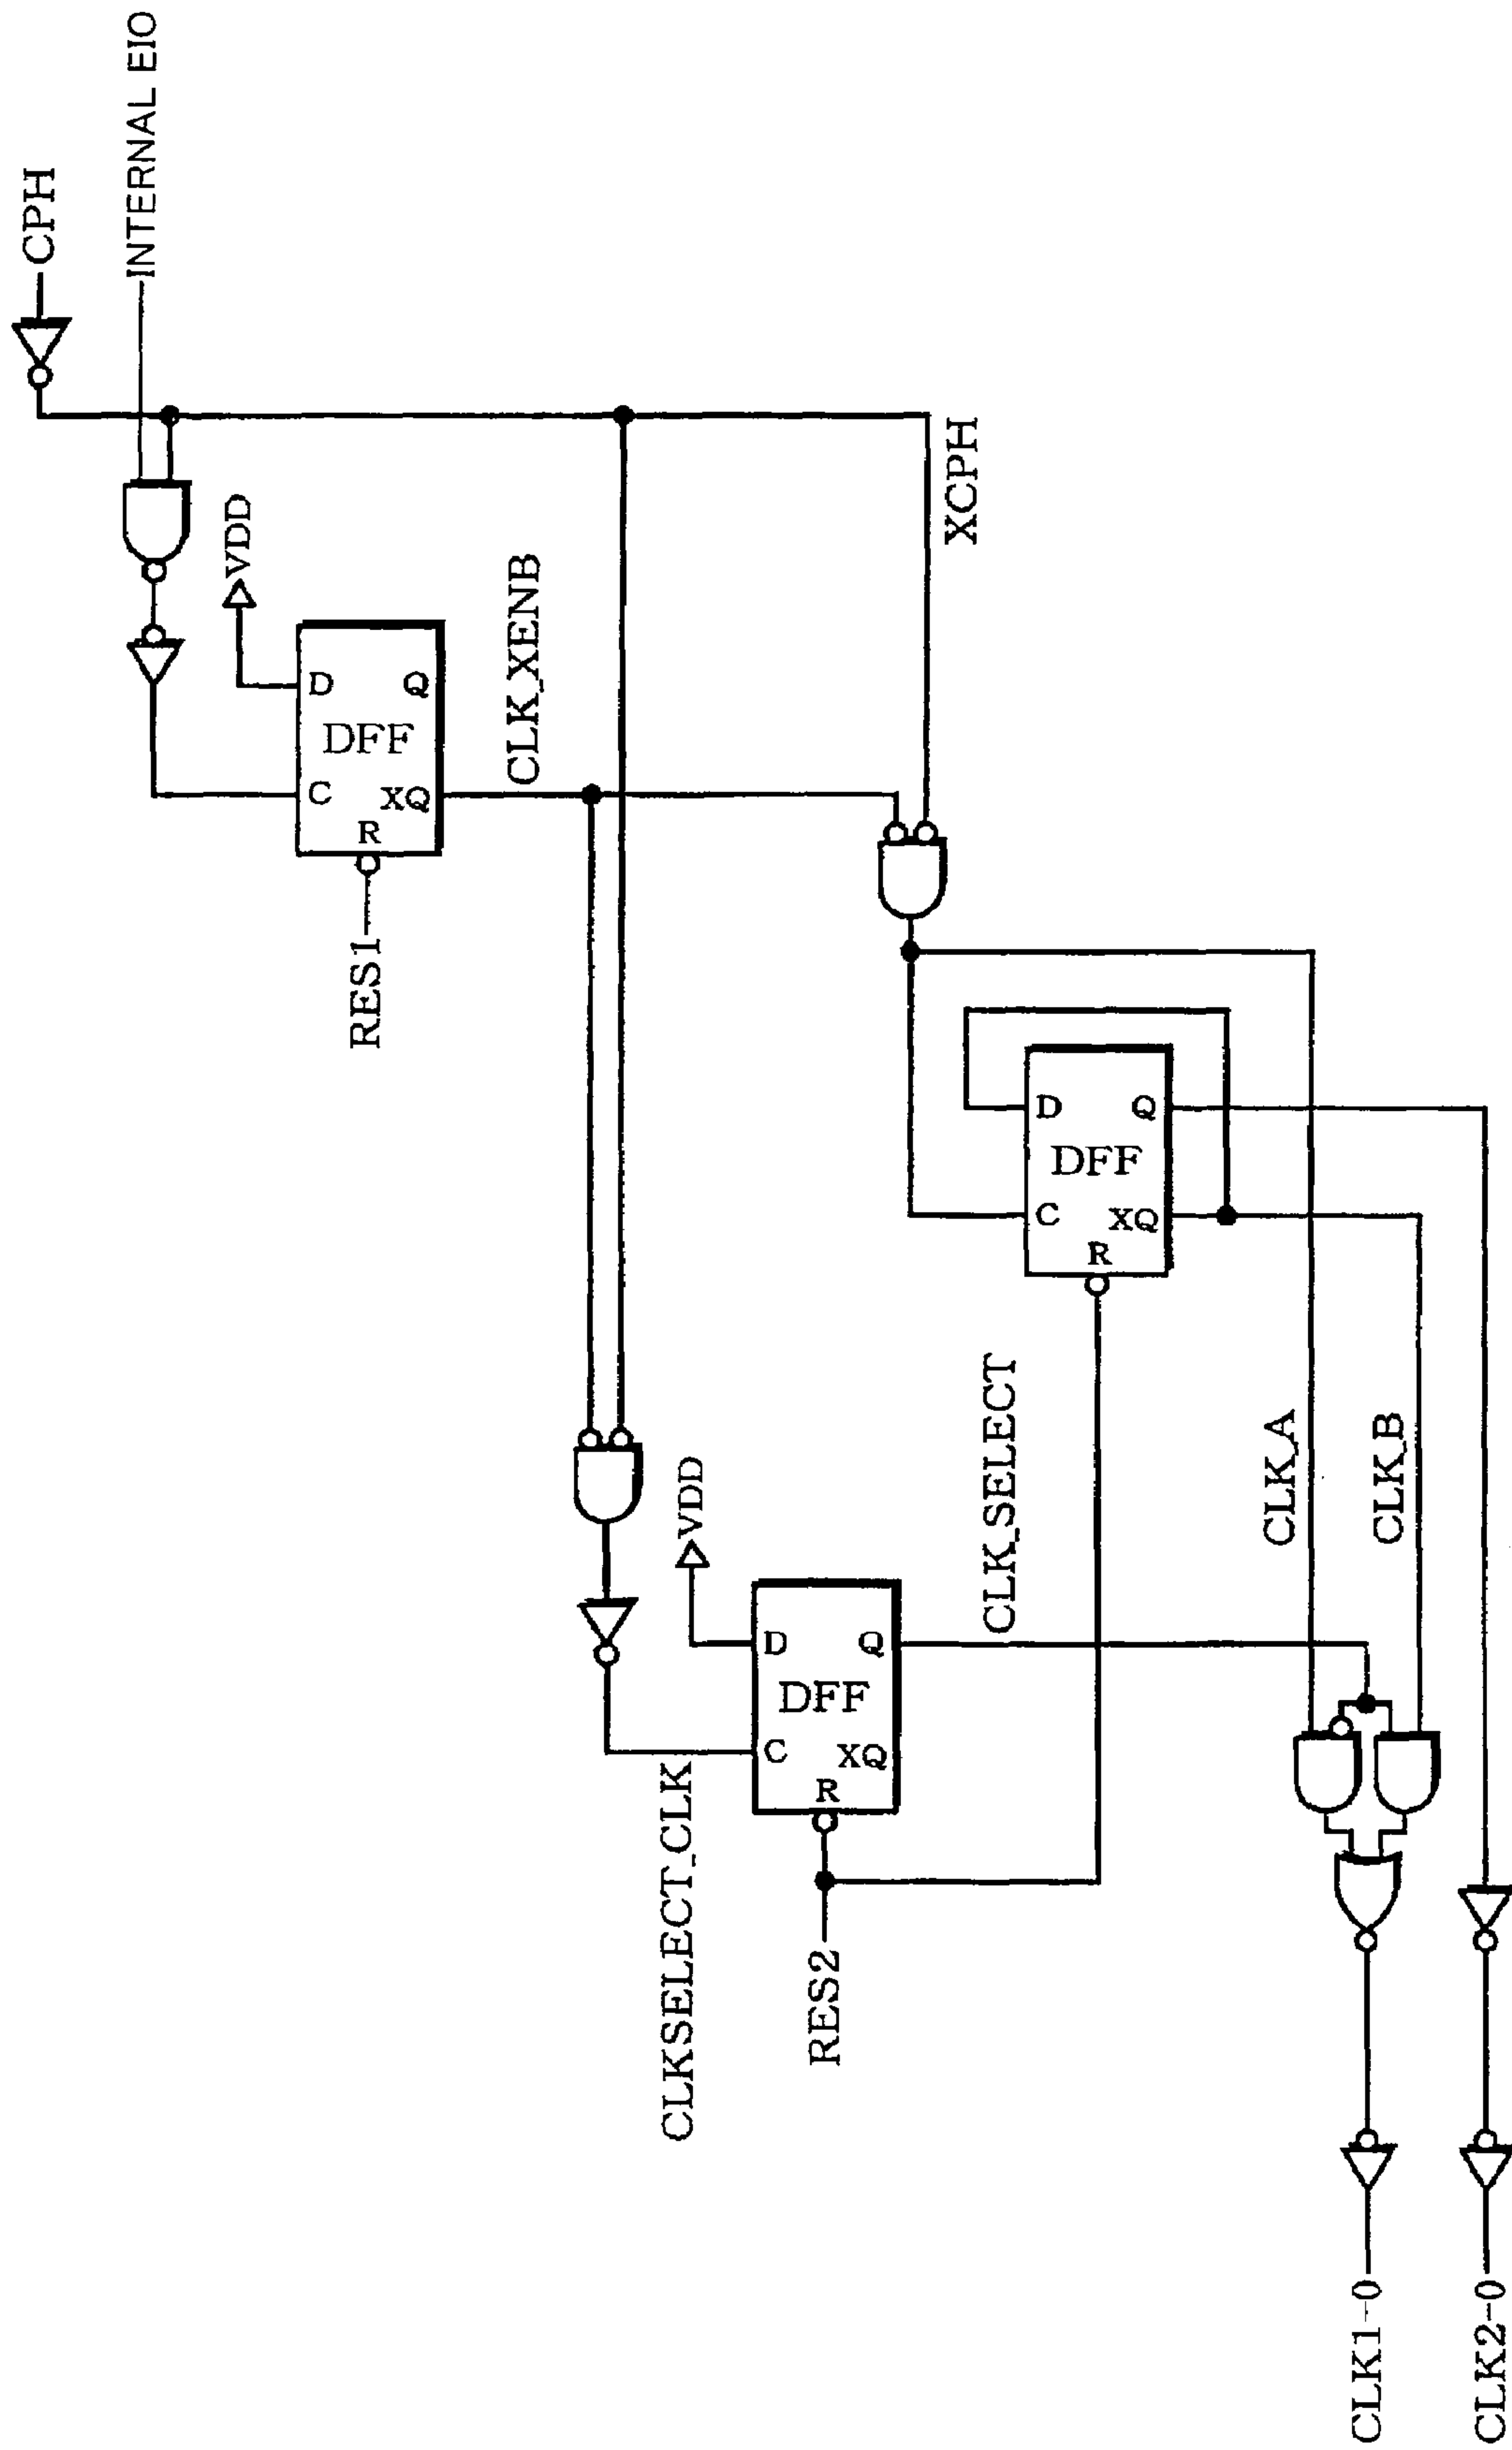 CPH
INTERNAL EIO
VDD
D
Q
DFF
C
XQ
R
RES1
CLK_XENB
XCPH
D
Q
DFF
C
XQ
R
VDD
D
Q
DFF
C
XQ
R
CLK_SELECT
CLKSELECT_CLK
RES2
CLK_A
CLK_B
CLK1-0
CLK2-0